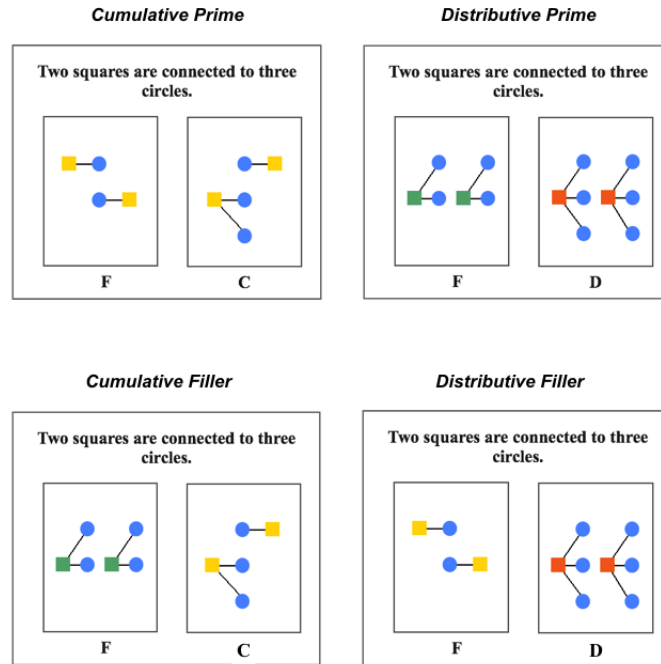 Cumulative Prime
Distributive Prime
Two squares are connected to three
circles.
F
C
Two squares are connected to three
circles.
F
D
Cumulative Filler
Distributive Filler
Two squares are connected to three
circles.
F
C
Two squares are connected to three
circles.
F
D